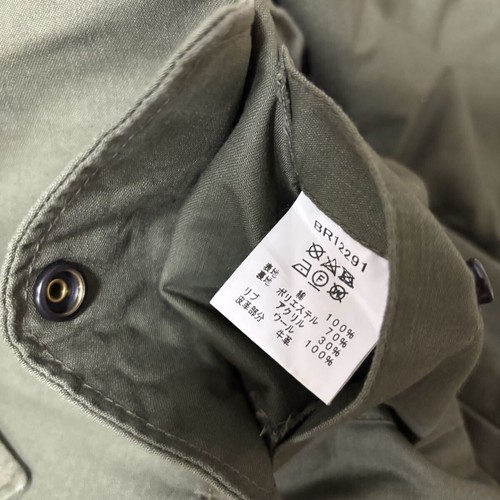 BR12291
表地 綿
裏地 ポリエステル 100%
リブ アクリル 70%
ウール 30%
皮革部分 牛革 100%